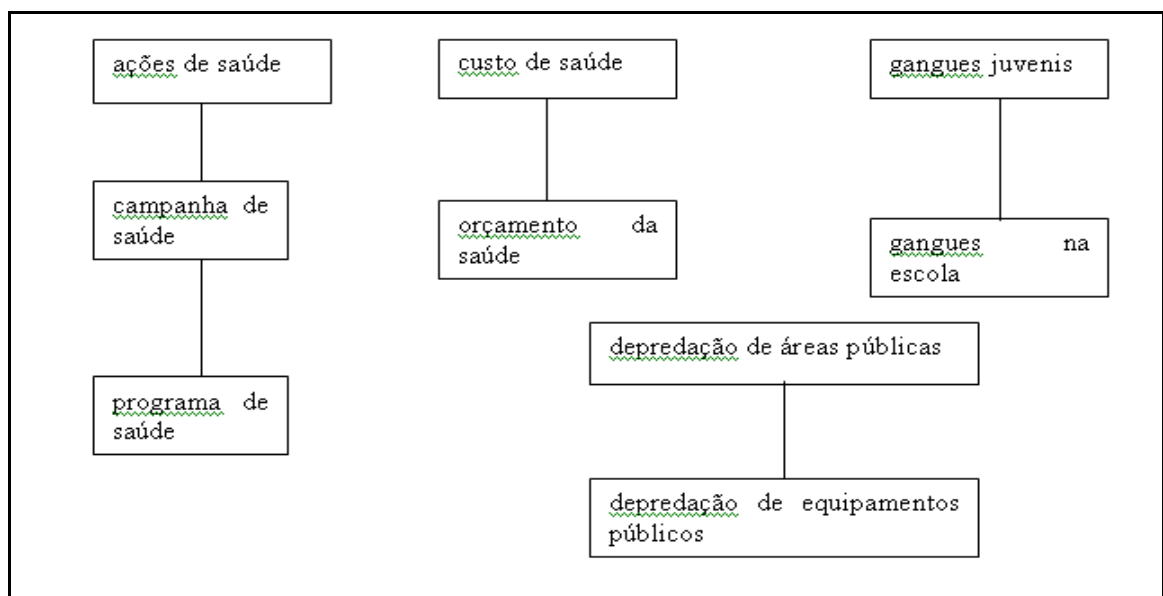 ações de saúde
custo de saúde
gangues juvenis
campanha de
saúde
orçamento da
saúde
gangues na
escola
depredação de áreas públicas
programa de
saúde
depredação de equipamentos
públicos